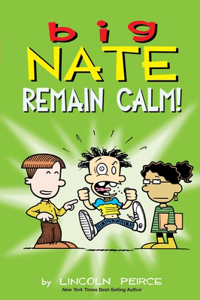 big
NATE
REMAIN CALM!
by LINCOLN PEIRCE
New York Times Best-Selling Author